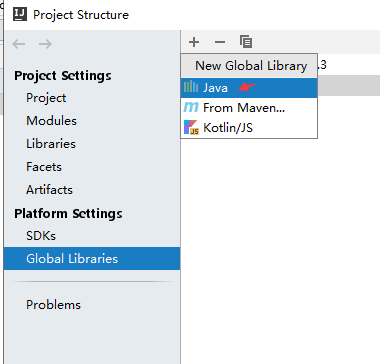 Project Structure
Project Settings
Project
Modules
Libraries
Facets
Artifacts
Platform Settings
SDKs
Global Libraries
Problems
New Global Library
.3
Java
From Maven...
Kotlin/JS